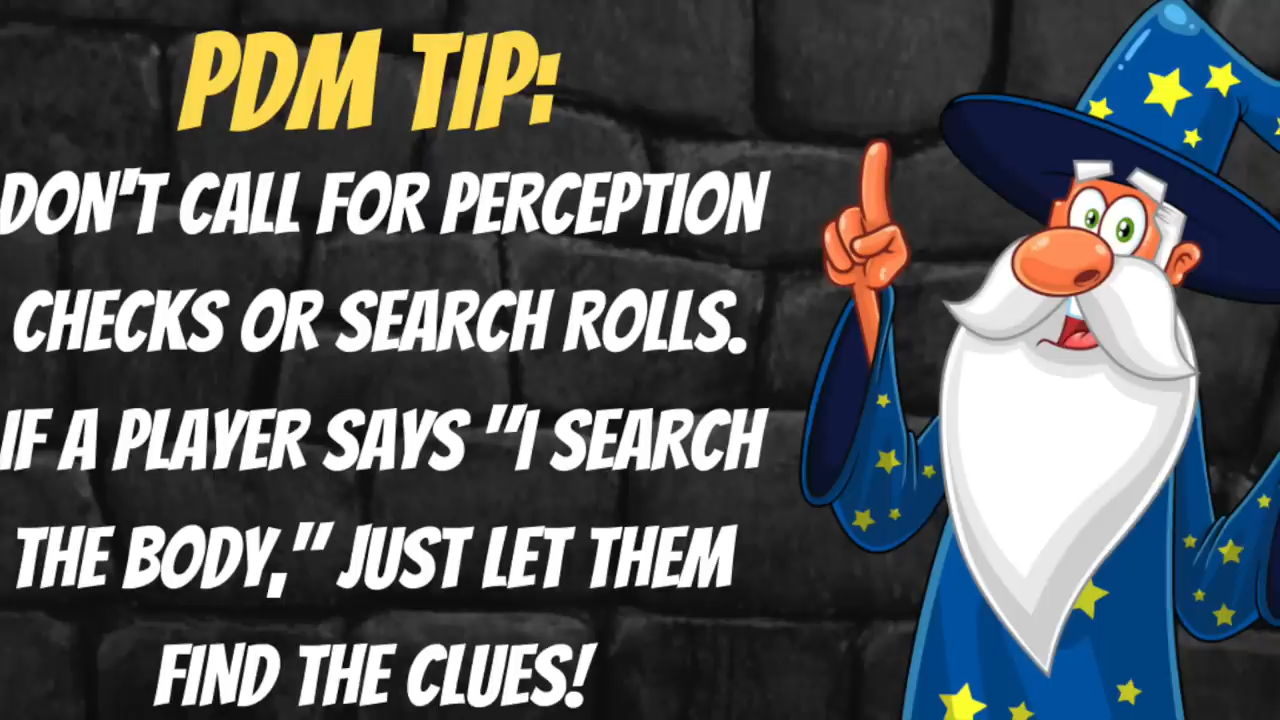 PDM TIP:
DON'T CALL FOR PERCEPTION
CHECKS OR SEARCH ROLLS.
IF A PLAYER SAYS "I SEARCH
THE BODY," JUST LET THEM
FIND THE CLUES!